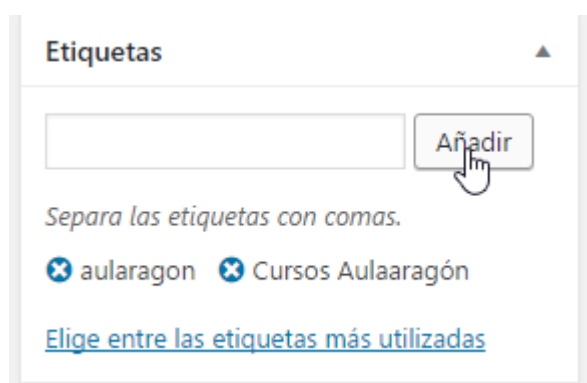 Etiquetas
Añadir
Separa las etiquetas con comas.
aularagon Cursos Aulaaragón
Elige entre las etiquetas más utilizadas